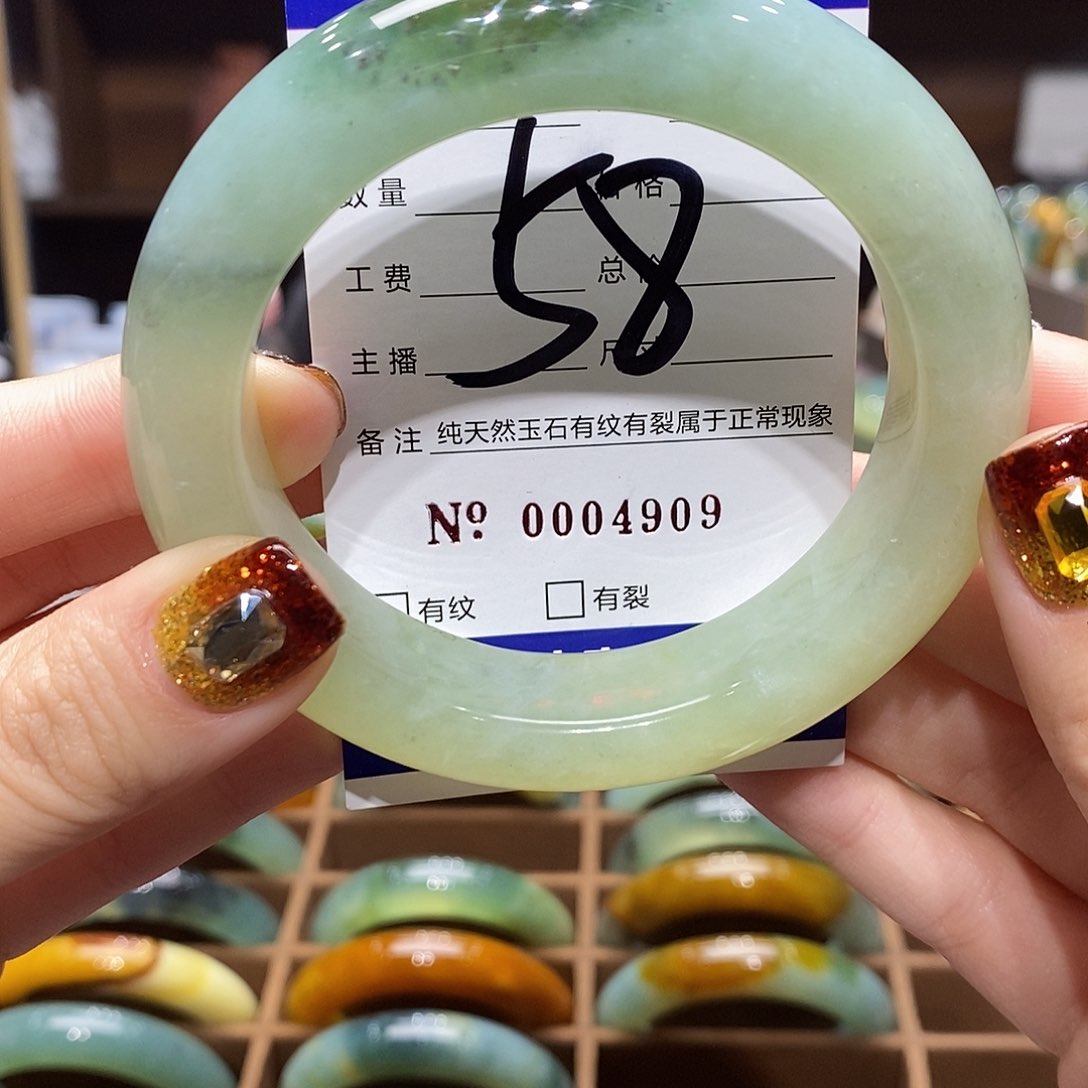 58
数量
格
工费 总价
主播 尺寸
备注 纯天然玉石有纹有裂属于正常现象
Nº 0004909
有纹 有裂